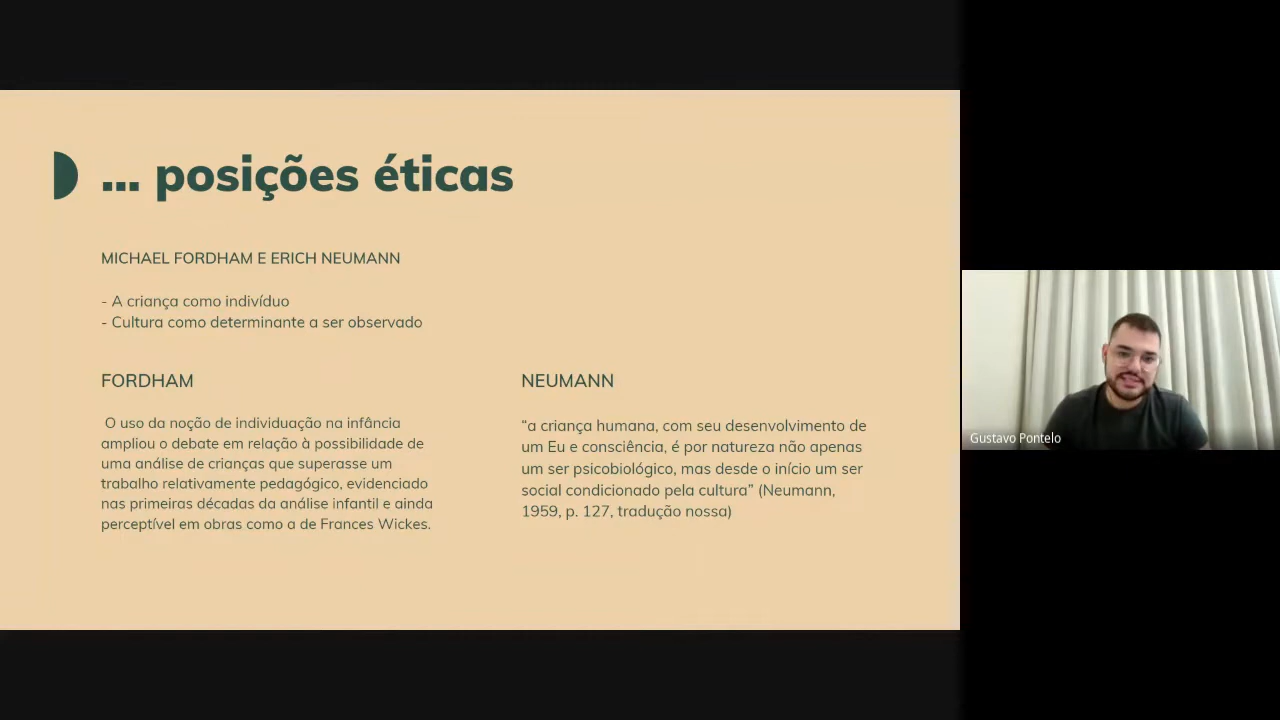 ... posições éticas
MICHAEL FORDHAM E ERICH NEUMANN
- A criança como indivíduo
- Cultura como determinante a ser observado
FORDHAM
O uso da noção de individuação na infância
ampliou o debate em relação à possibilidade de
uma análise de crianças que superasse um
trabalho relativamente pedagógico, evidenciado
nas primeiras décadas da análise infantil e ainda
perceptível em obras como a de Frances Wickes.
NEUMANN
“a criança humana, com seu desenvolvimento de
um Eu e consciência, é por natureza não apenas
um ser psicobiológico, mas desde o início um ser
social condicionado pela cultura” (Neumann,
1959, p. 127, tradução nossa)
Gustavo Pontelo